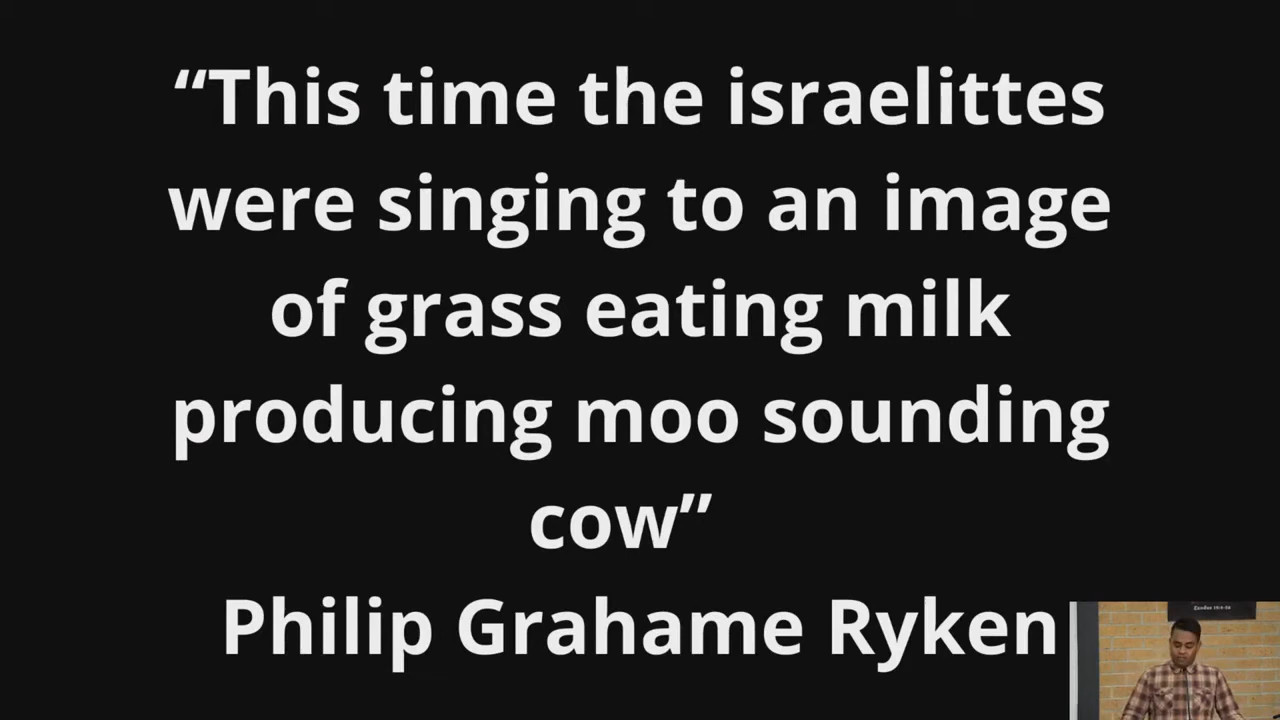 “This time the israelittes
were singing to an image
of grass eating milk
producing moo sounding
cow”
Philip Grahame Ryken